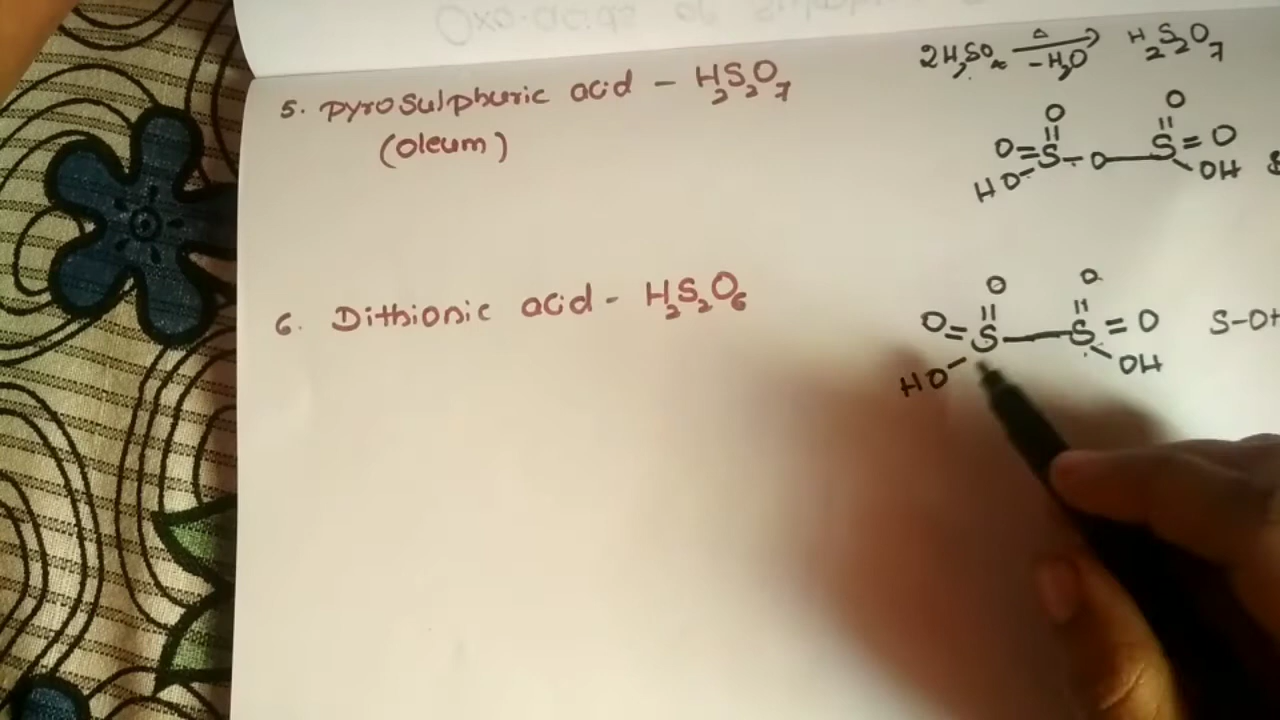 5. Pyrosulphuric acid - H2S2O7
(oleum)
2H2SO4 Δ -H2O → H2S2O7
O O
O=S-O-S=O
HO OH
6. Dithionic acid - H2S2O6
O O
O=S-S=O S-OH
HO OH